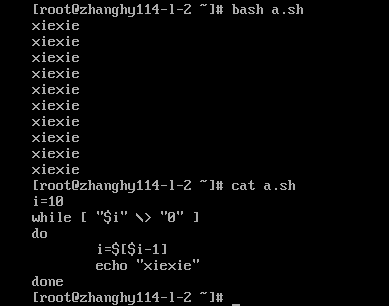 [root@zhanghy114-l-2 ~]# bash a.sh
xiexie
xiexie
xiexie
xiexie
xiexie
xiexie
xiexie
xiexie
xiexie
xiexie
[root@zhanghy114-l-2 ~]# cat a.sh
i=10
while [ "$i" \> "0" ]
do
        i=$[$i-1]
        echo "xiexie"
done
[root@zhanghy114-l-2 ~]# _